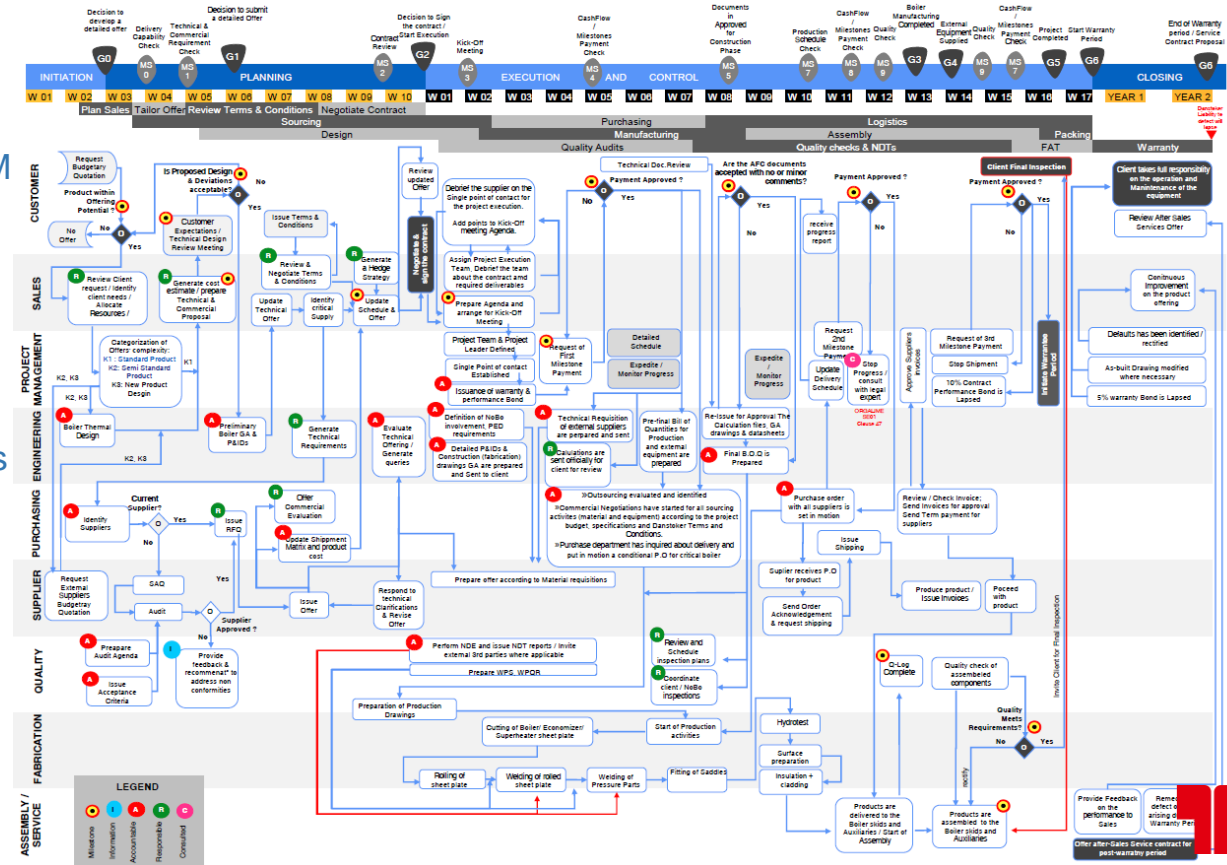 Decision to
develop a
detailed offer
Delivery
Capability
Check
Technical &
Commercial
Requirement
Check
Decision to submit
a detailed Offer
Contract
Review
Decision to Sign
the contract /
Start Execution
Kick-Off
Meeting
CashFlow
/
Milestones
Payment
Check
Documents
in
Approved
for
Construction
Phase
Production
Schedule
Check
CashFlow
/
Milestones
Payment
Check
Quality
Check
Boiler
Manufacturing
Completed
External
Equipment
Supplied
Quality
Check
CashFlow
/
Milestones
Payment
Check
Project
Completed
Start Warranty
Period
End of Warranty
period / Service
Contract Proposal
G0
MS
0
MS
1
G1
MS
2
G2
MS
3
MS
4
MS
5
MS
7
MS
8
MS
9
G3
G4
MS
9
MS
7
G5
G6
G6
INITIATION
PLANNING
EXECUTION AND CONTROL
CLOSING
W 01
W 02
W 03
W 04
W 05
W 06
W 07
W 08
W 09
W 10
W 01
W 02
W 03
W 04
W 05
W 06
W 07
W 08
W 09
W 10
W 11
W 12
W 13
W 14
W 15
W 16
W 17
YEAR 1
YEAR 2
Plan Sales
Tailor Offer
Review Terms & Conditions
Negotiate Contract
Sourcing
Purchasing
Logistics
Design
Manufacturing
Assembly
Packing
Quality Audits
Quality checks & NDTs
FAT
Warranty
Danstoker
Liability to
defect will
lapse
M
s
CUSTOMER
Request
Budgetary
Quotation
Product within
Offering
Potential ?
No
Offer
No
O
Yes
Is Proposed Design
& Deviations
acceptable?
O
No
Yes
Customer
Expectations /
Technical Design
Review Meeting
Issue Terms &
Conditions
Review
updated
Offer
Negotiate &
sign the contract
Debrief the supplier on the
Single point of contact for
the project execution.
Add points to Kick-off
meeting Agenda.
Technical Doc.Review
Payment Approved ?
O
No
Yes
Are the AFC documents
accepted with no or minor
comments?
O
Yes
No
receive
progress
report
Payment Approved ?
O
Yes
No
Client Final Inspection
Payment Approved ?
O
Yes
No
Client takes full responsibility
on the operation and
Manintenance of the
equipment
Review After Sales
Services Offer
SALES
Review Client
request / Identify
client needs /
Allocate
Resources /
Generate cost
estimate / prepare
Technical &
Commercial
Proposal
Review &
Negotiate Terms
& Conditions
Generate
a Hedge
Strategy
Update
Technical
Offer
Identify
critical
Supply
Update
Schedule &
Offer
Assign Project Execution
Team, Debrief the team
about the contract amd
required deliverables
Prepare Agenda and
arrange for Kick-Off
Meeting
Continuous
Improvement
on the product
offering
PROJECT
MANAGEMENT
Categorization of
Offers' complexity:
K1 : Standard Product
K2: Semi Standard
Product
K3: New Product
Desgin
K1
K2, K3
K2, K3
Project Team & Project
Leader Defined
Single Point of contact
Established
Issuance of warranty &
performance Bond
Request of
First
Milestone
Payment
Detailed
Schedule
Expedite /
Monitor Progress
Expedite
/
Monitor
Progress
Request
2nd
Milestone
Payment
Update
Delivery
Schedule
Stop
Progress /
consult
with legal
expert
ORGALIME
Clause 47
Approve Suppliers
Invoices
Request of 3rd
Milestone Payment
Stop Shipment
10% Contract
Performance Bond is
Lapsed
Initiate Warrantee
Period
Defaults has been identified /
rectified
As-built Drawing modified
where necessary
5% warranty Bond is Lapsed
ENGINEERING
Boiler Thermal
Design
K2, K3
Prelminary
Boiler GA &
P&IDs
Generate
Technical
Requirements
Evaluate
Technical
Offering /
Generate
queries
Definition of NoBo
involvement, PED
requirements
Detailed P&IDs &
Construction (fabrication)
drawings GA are prepared
and Sent to client
Technical Requisition
of external suppliers
are perpared and sent
Calulations are
sent officially for
client for review
Pre-final Bill of
Quantities for
Production
and external
equipment are
prepared
Re-issue for Approval The
Calculation files, GA
drawings & datasheets
Final B.O.Q is
Prepared
PURCHASING
Identify
Suppliers
Current
Supplier?
O
Yes
No
Issue
RFQ
Offer
Commercial Evaluation
Update Shipment
Matrix and product
cost
»Outsourcing evaluated and identified
»Commercial Negotiations have started for all sourcing
activities (material and equipment) according to the project
budget, specifications and Danstoker Terms and
Conditions.
»Purchase department has inquired about delivery and
put in motion a conditional P.O for critical boiler
Purchase order
with all suppliers is
set in motion
Issue
Shipping
Review / Check Invoice;
Send Invoices for approval
Send Term payment for
suppliers
SUPPLIER
Request
External
Suppliers
Budgetray
Quotation
SAQ
Audit
O
Yes
Supplier
Approved ?
No
Issue
Offer
Respond to
technical
Clarifications &
Revise
Offer
Prepare offer according to Material requisitions
Suplier receives P.O
for product
Send Order
Acknowledgement
& request shipping
Produce product /
Issue Invoices
Poceed
with
product
Invite Client for Final Inspection
QUALITY
Preapare
Audit Agenda
Issue
Acceptance
Criteria
Provide
feedback &
recommenat* to
address non
conformities
Perform NDE and issue NDT reports / Invite
external 3rd parties where applicable
Prepare WPS, WPQR
Review and
Schedule
inspection plans
Coordinate
client / NoBo
inspections
Q-Log
Complete
Quality check of
assembeled
components
Quality
Meets
Requirements?
No
O
Yes
rectify
FABRICATION
Preparation of Production
Drawings
Cutting of Boiler/ Economizer/
Superheater sheet plate
Start of Production
activities
Rolling of
sheet plate
Welding of rolled
sheet plate
Welding of
Pressure Parts
Fitting of Saddles
Hydrotest
Surface
preparation
Insulation +
cladding
ASSEMBLY /
SERVICE
Products are
delivered to the
Boiler skids and
Auxiliaries / Start of
Assembly
Products are
assembled to the
Boiler skids and
Auxiliaries
Provide Feedback
on the
performance to
Sales
Offer after-Sales Sevice contract for
post-warratny period
LEGEND
I
A
R
C
Milestone
Information
Accountable
Responsible
Consulted